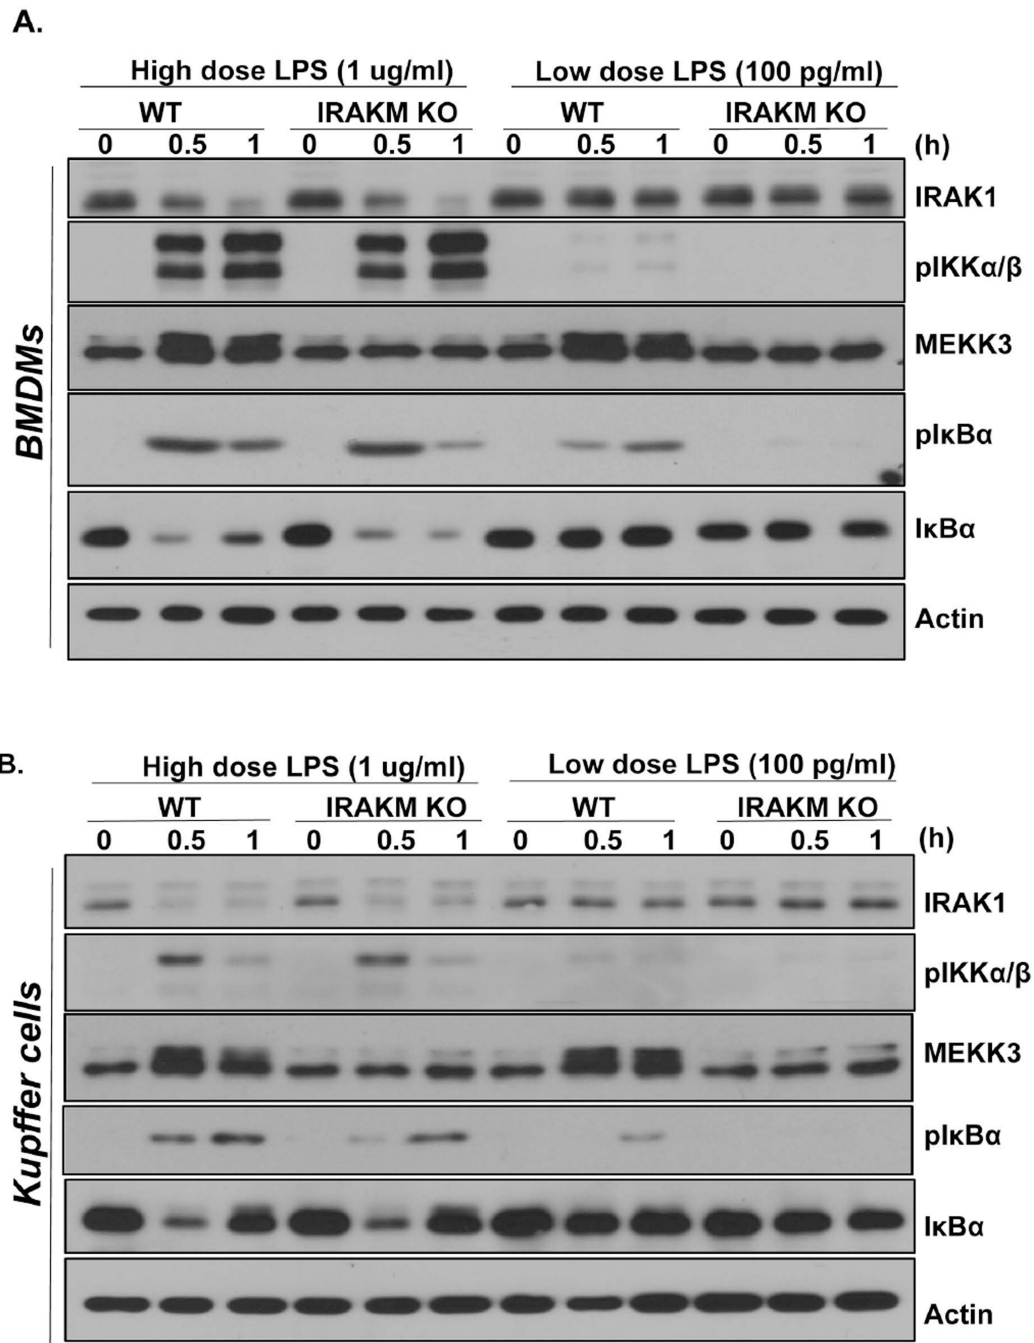 A.
High dose LPS (1 ug/ml) Low dose LPS (100 pg/ml)
WT IRAKM KO WT IRAKM KO
0 0.5 1 0 0.5 1 0 0.5 1 0 0.5 1 (h)
IRAK1
pIKKα/β
MEKK3
pIκBα
IκBα
Actin
BMDMs
B.
High dose LPS (1 ug/ml) Low dose LPS (100 pg/ml)
WT IRAKM KO WT IRAKM KO
0 0.5 1 0 0.5 1 0 0.5 1 0 0.5 1 (h)
IRAK1
pIKKα/β
MEKK3
pIκBα
IκBα
Actin
Kupffer cells